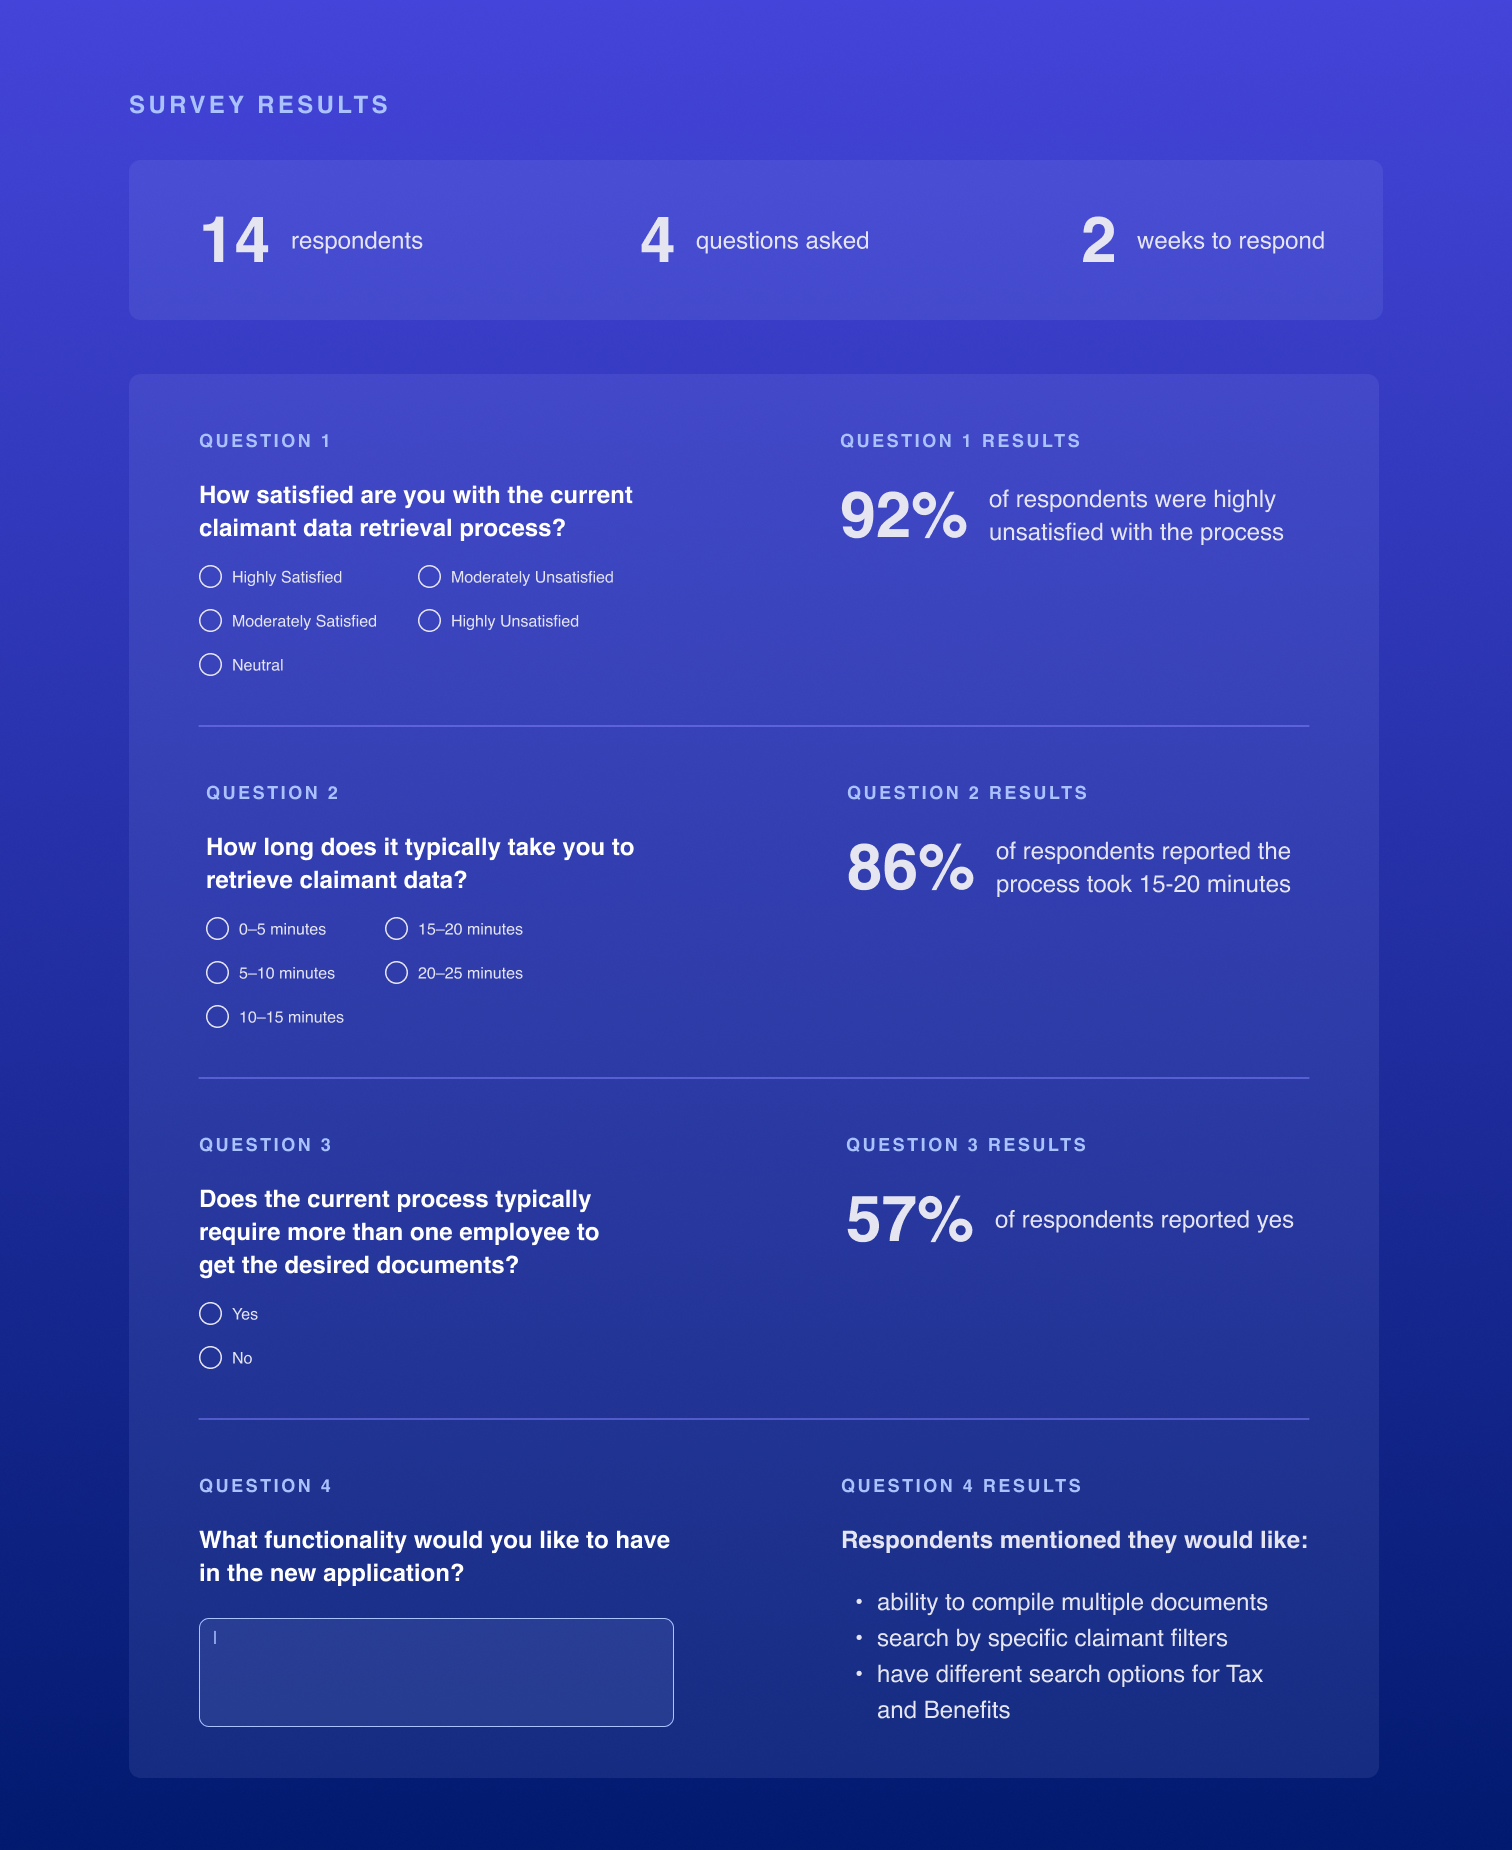 SURVEY RESULTS
14 respondents
4 questions asked
2 weeks to respond
QUESTION 1
How satisfied are you with the current
claimant data retrieval process?
Highly Satisfied
Moderately Satisfied
Neutral
Moderately Unsatisfied
Highly Unsatisfied
QUESTION 1 RESULTS
92%
of respondents were highly
unsatisfied with the process
QUESTION 2
How long does it typically take you to
retrieve claimant data?
0–5 minutes
5–10 minutes
10–15 minutes
15–20 minutes
20–25 minutes
QUESTION 2 RESULTS
86%
of respondents reported the
process took 15-20 minutes
QUESTION 3
Does the current process typically
require more than one employee to
get the desired documents?
Yes
No
QUESTION 3 RESULTS
57% of respondents reported yes
QUESTION 4
What functionality would you like to have
in the new application?
QUESTION 4 RESULTS
Respondents mentioned they would like:
• ability to compile multiple documents
• search by specific claimant filters
• have different search options for Tax
and Benefits